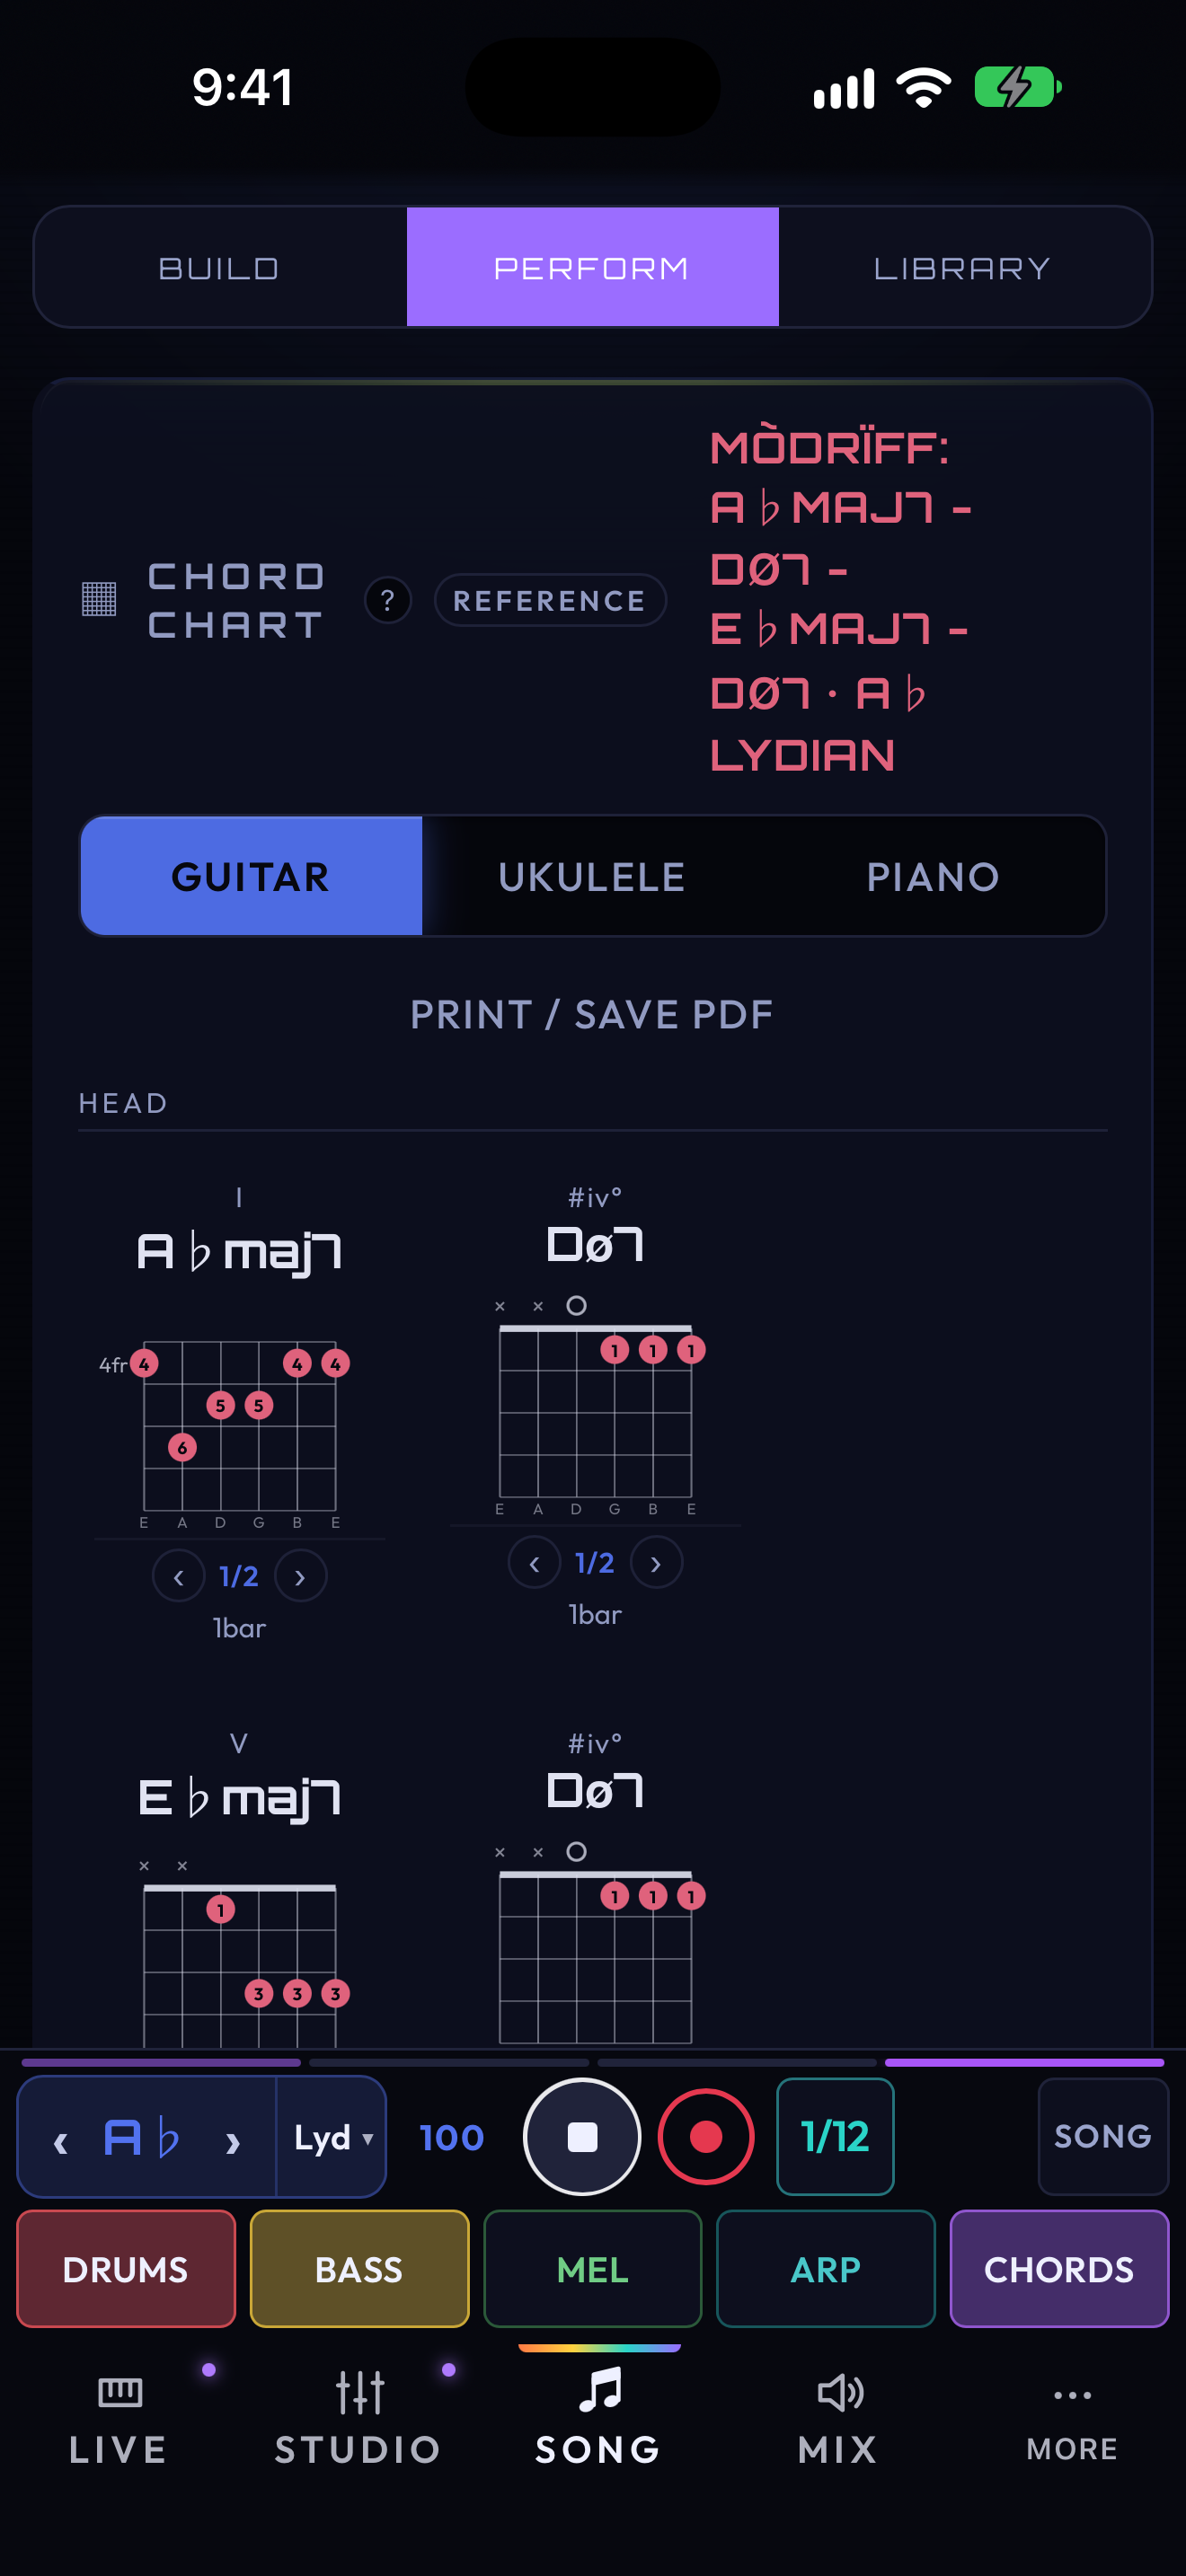 9:41
BUILD PERFORM LIBRARY
MÒDRÏFF:
A♭MAJ7 -
DØ7 -
E♭MAJ7 -
DØ7 · A♭
LYDIAN
CHORD
CHART
? REFERENCE
GUITAR UKULELE PIANO
PRINT / SAVE PDF
HEAD
I #iv°
A♭maj7 Dø7
× × O
4fr 4 4 4
1 1 1
5 5
6
E A D G B E
E A D G B E
‹ 1/2 ›
‹ 1/2 ›
1bar
1bar
V #iv°
E♭maj7 Dø7
× ×
× × O
1
1 1 1
3 3 3
‹ A♭ › Lyd ▾ 100 1/12 SONG
DRUMS BASS MEL ARP CHORDS
LIVE STUDIO SONG MIX MORE